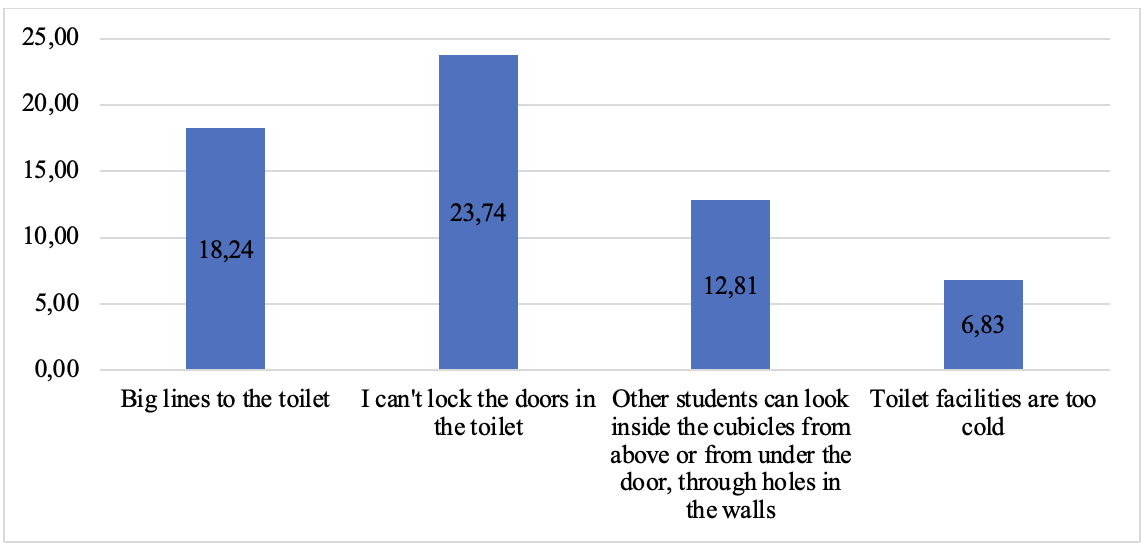 25,00
20,00
15,00
10,00
5,00
0,00
18,24
23,74
12,81
6,83
Big lines to the toilet
I can't lock the doors in
the toilet
Other students can look
inside the cubicles from
above or from under the
door, through holes in
the walls
Toilet facilities are too
cold